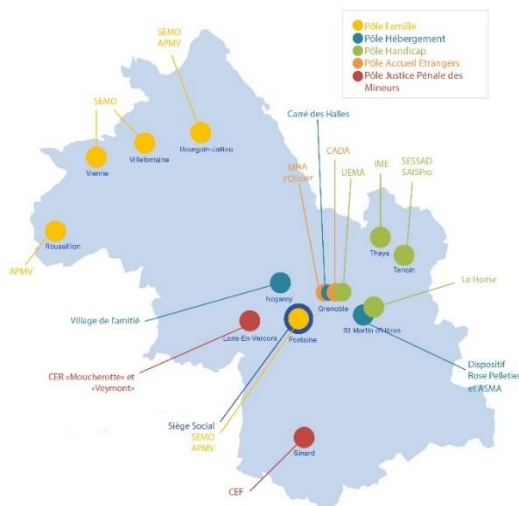 Pôle Famille
Pôle Hébergement
Pôle Handicap
Pôle Accueil Etrangers
Pôle Justice Pénale des
Mineurs
SEMO
APMV
SEMO
Bourgoin-Jallieu
Villefontaine
Vienne
Roussillon
APMV
Carré des Halles
MNA
l'Olivier
CADA
UEMA
IME
SESSAD
SAISPro
Theys
Tencin
Le Home
Noyarey
Grenoble
Village de l'amitié
Fontaine
St Martin d'Hères
Lans-En-Vercors
CER «Moucherotte» et
«Veymont»
Dispositif
Rose Pelletier
et ASMA
Siège Social
SEMO
APMV
Sinard
CEF